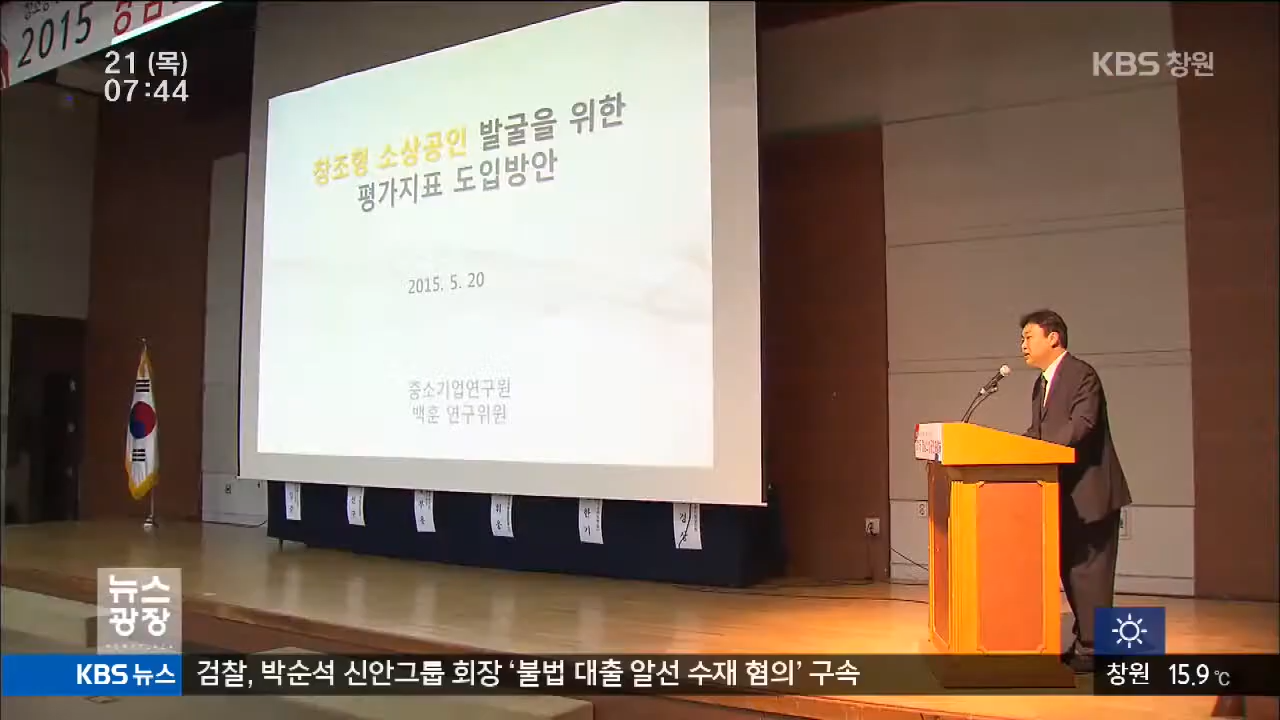 2015
21 (목)
07:44
KBS 창원
창조형 소상공인 발굴을 위한
평가지표 도입방안
2015. 5. 20
중소기업연구원
백훈 연구위원
뉴스
광장
KBS 뉴스
검찰, 박순석 신안그룹 회장 ‘불법 대출 알선 수재 혐의’ 구속
창원 15.9℃